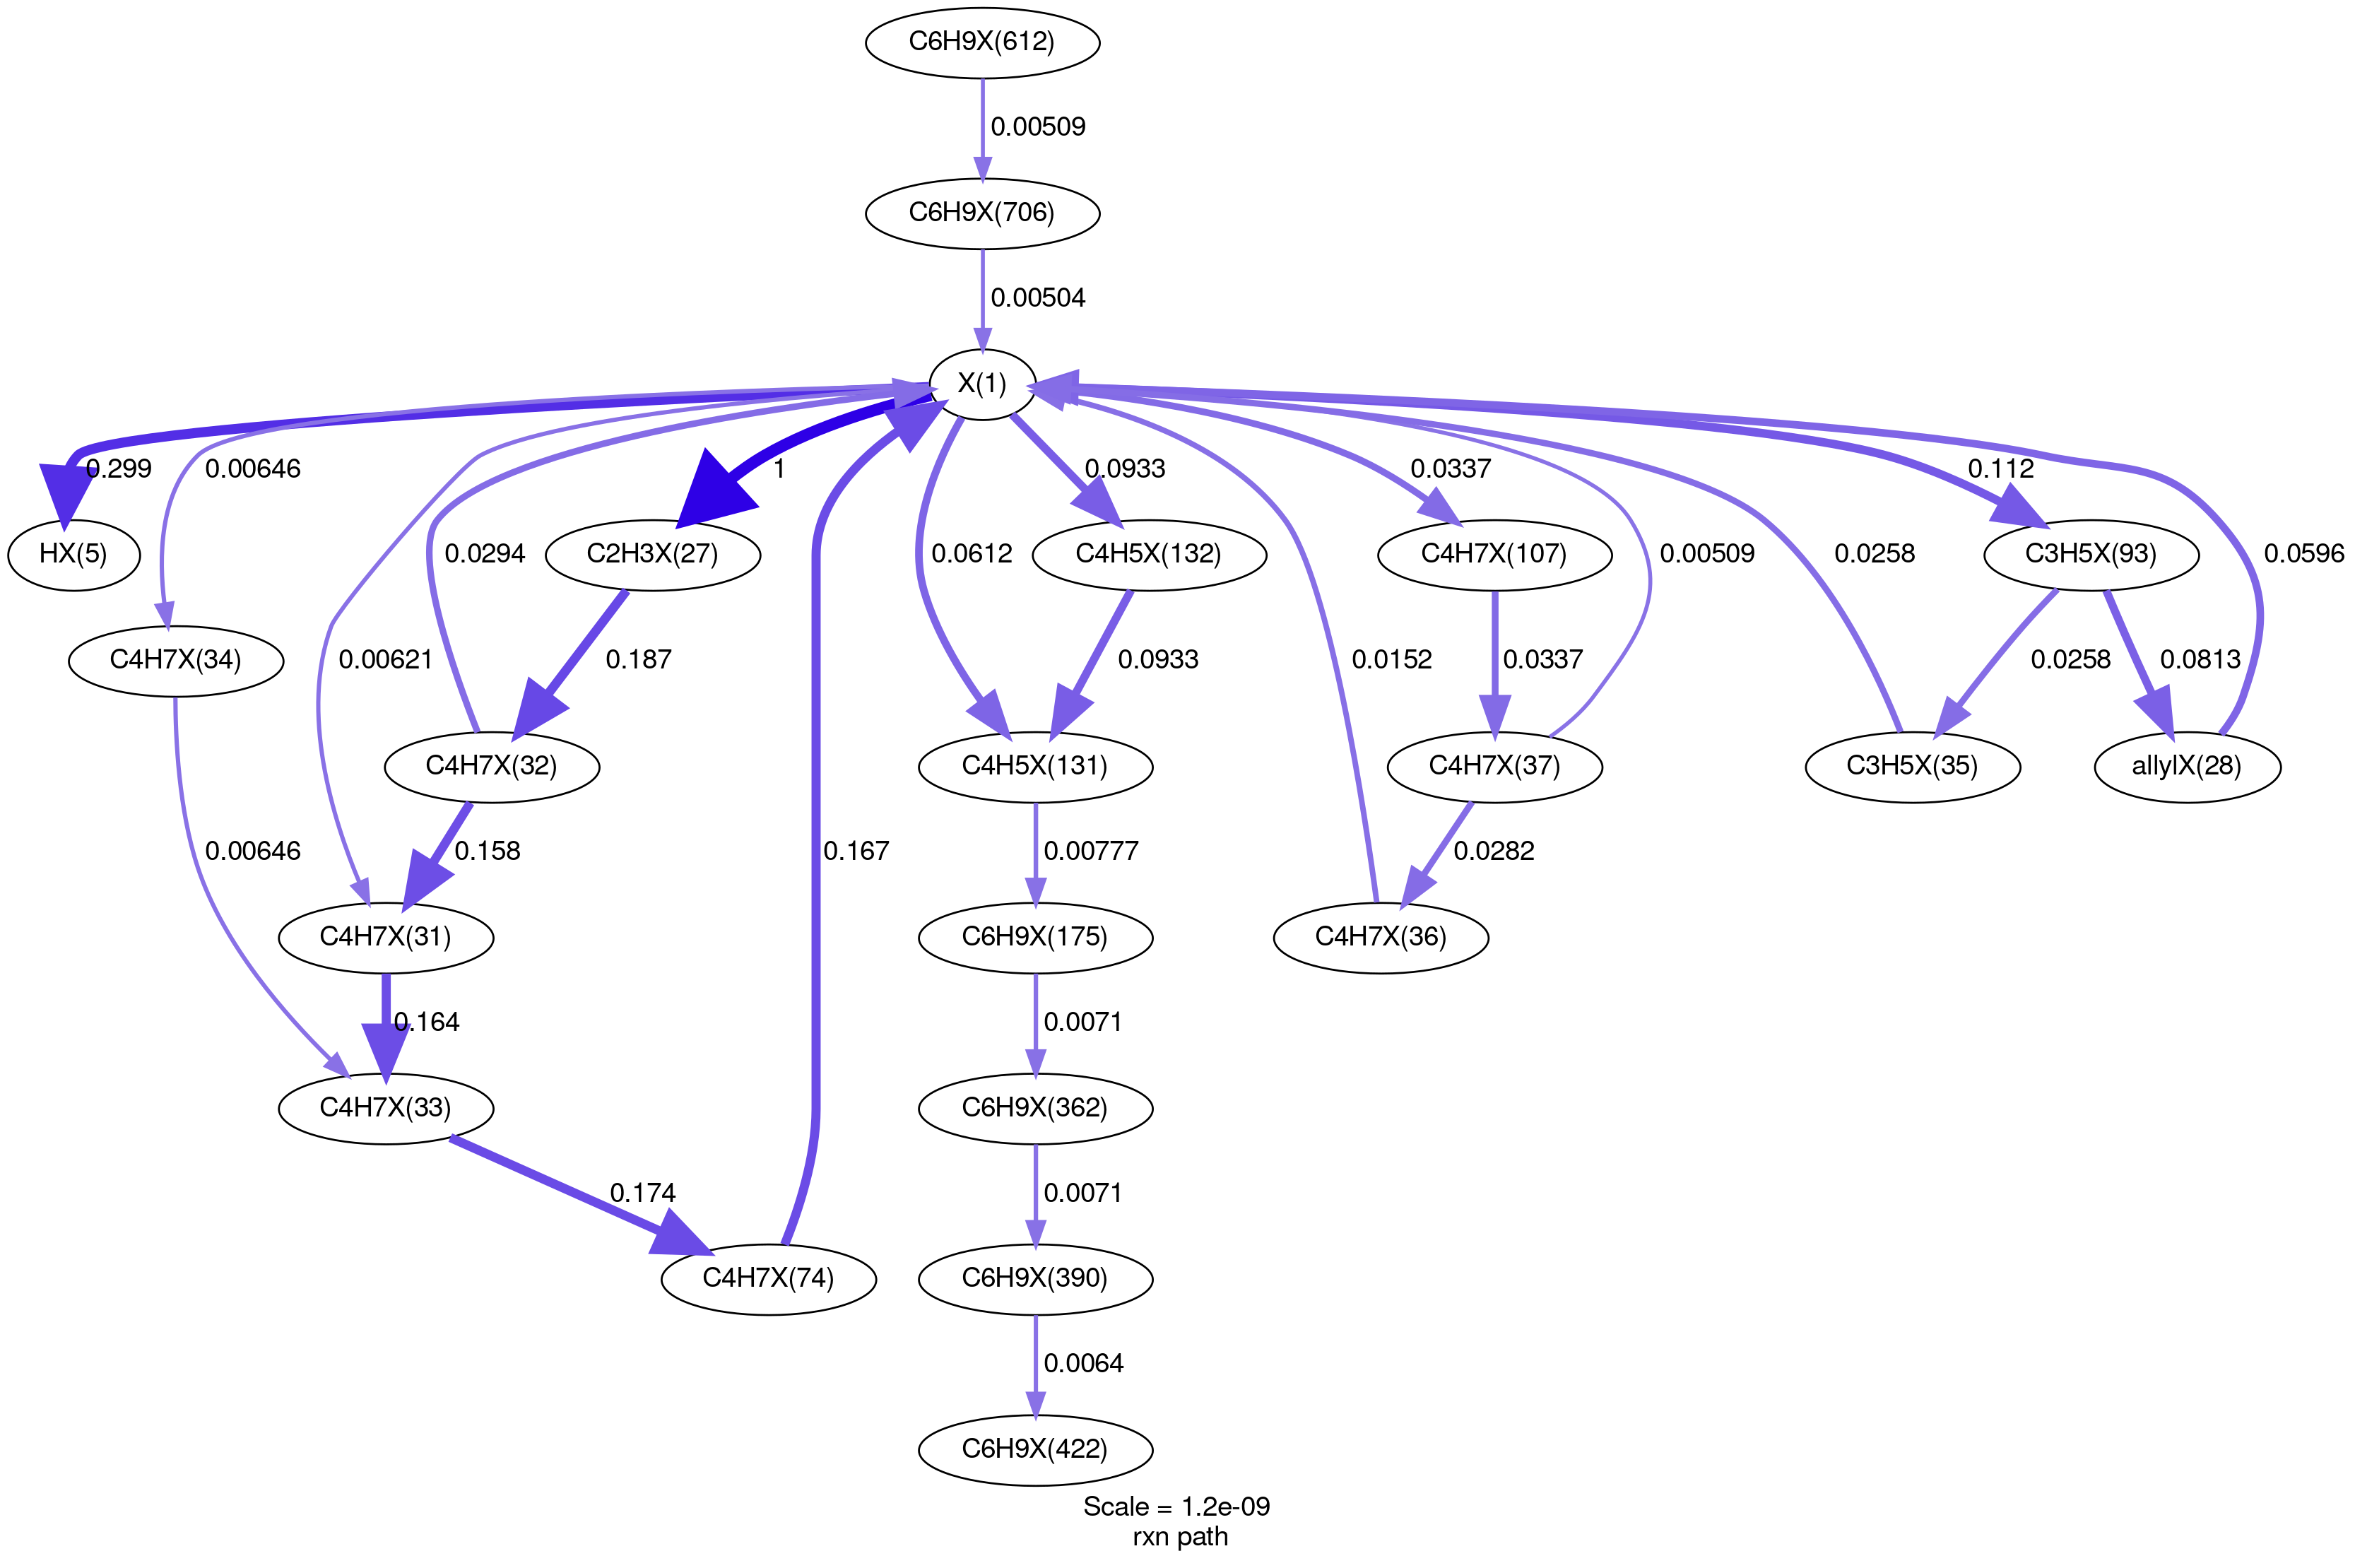 C6H9X(612)
0.00509
C6H9X(706)
0.00504
X(1)
0.299
0.00646
1
0.0933
0.0337
0.112
HX(5)
0.0294
C2H3X(27)
0.0612
C4H5X(132)
C4H7X(107)
0.00509
0.0258
C3H5X(93)
0.0596
C4H7X(34)
0.00621
0.187
0.0933
0.0152
0.0337
0.0258
0.0813
C4H7X(32)
C4H5X(131)
C4H7X(37)
C3H5X(35)
allylX(28)
0.00646
0.158
0.167
0.00777
0.0282
C4H7X(31)
C6H9X(175)
C4H7X(36)
0.164
0.0071
C4H7X(33)
C6H9X(362)
0.174
0.0071
C4H7X(74)
C6H9X(390)
0.0064
C6H9X(422)
Scale = 1.2e-09
rxn path